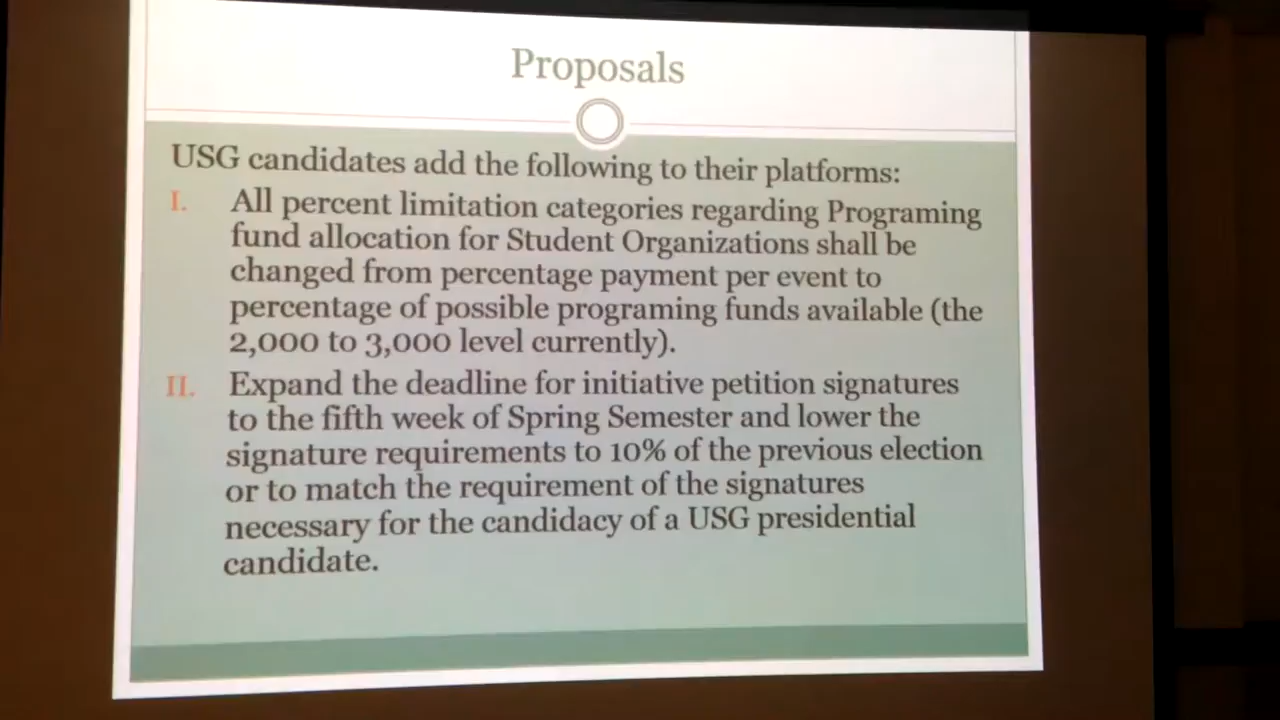 Proposals
USG candidates add the following to their platforms:
I. All percent limitation categories regarding Programing
fund allocation for Student Organizations shall be
changed from percentage payment per event to
percentage of possible programing funds available (the
2,000 to 3,000 level currently).
II. Expand the deadline for initiative petition signatures
to the fifth week of Spring Semester and lower the
signature requirements to 10% of the previous election
or to match the requirement of the signatures
necessary for the candidacy of a USG presidential
candidate.